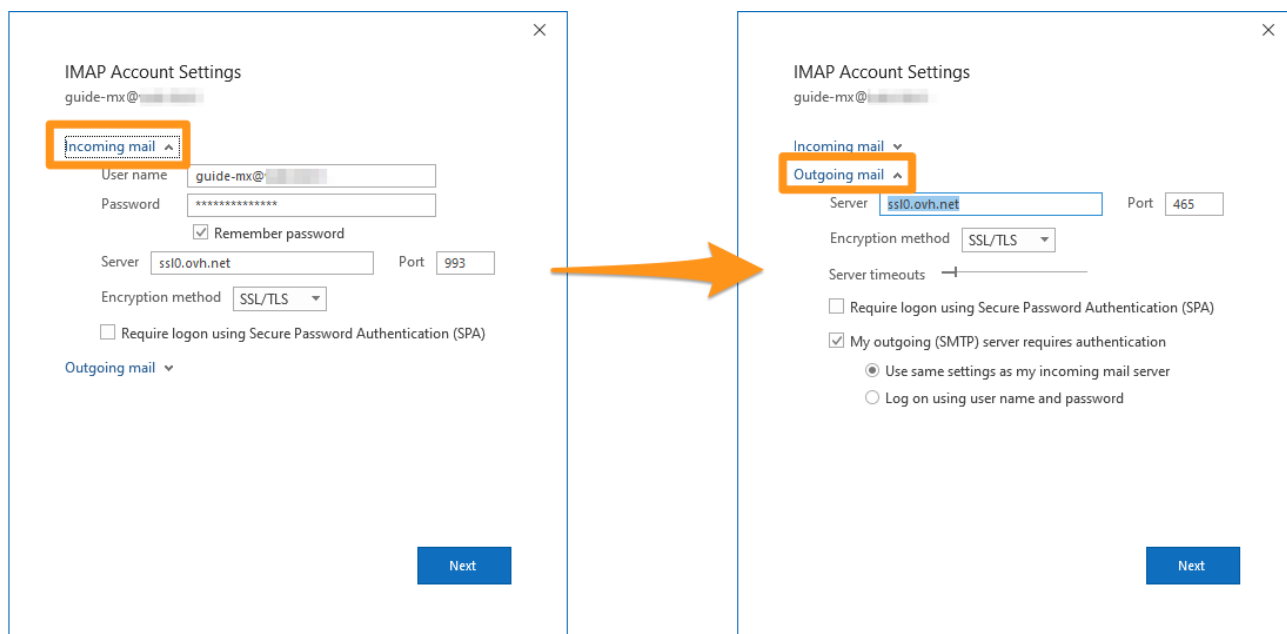 IMAP Account Settings
guide-mx@
Incoming mail
User name guide-mx@
Password **************
Remember password
Server ssl0.ovh.net Port 993
Encryption method SSL/TLS
Require logon using Secure Password Authentication (SPA)
Outgoing mail
Next
IMAP Account Settings
guide-mx@
Incoming mail
Outgoing mail
Server ssl0.ovh.net Port 465
Encryption method SSL/TLS
Server timeouts
Require logon using Secure Password Authentication (SPA)
My outgoing (SMTP) server requires authentication
Use same settings as my incoming mail server
Log on using user name and password
Next